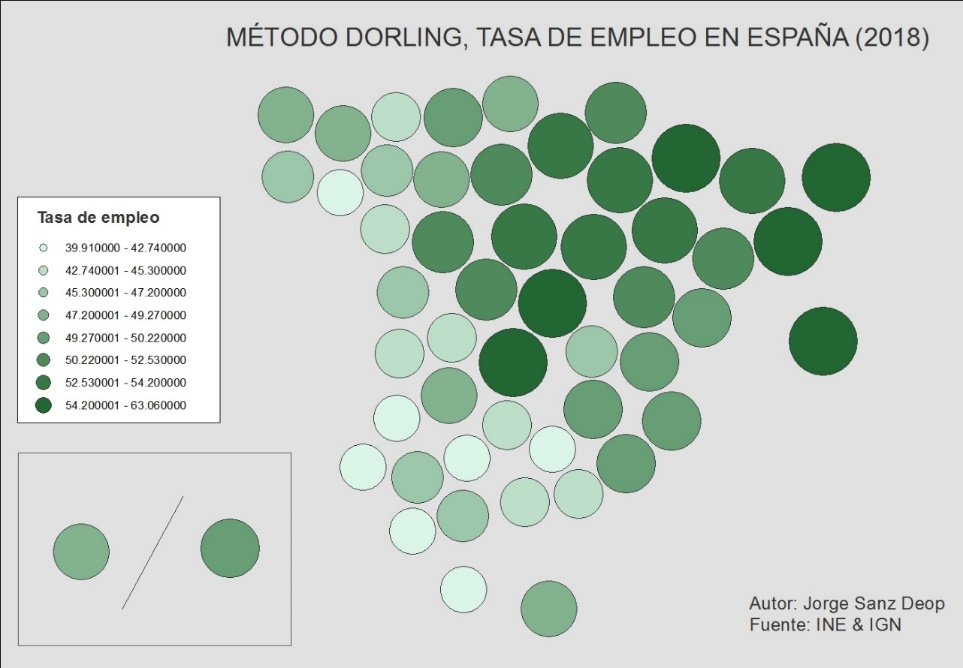 MÉTODO DORLING, TASA DE EMPLEO EN ESPAÑA (2018)
Tasa de empleo
39.910000 - 42.740000
42.740001 - 45.300000
45.300001 - 47.200000
47.200001 - 49.270000
49.270001 - 50.220000
50.220001 - 52.530000
52.530001 - 54.200000
54.200001 - 63.060000
Autor: Jorge Sanz Deop
Fuente: INE & IGN